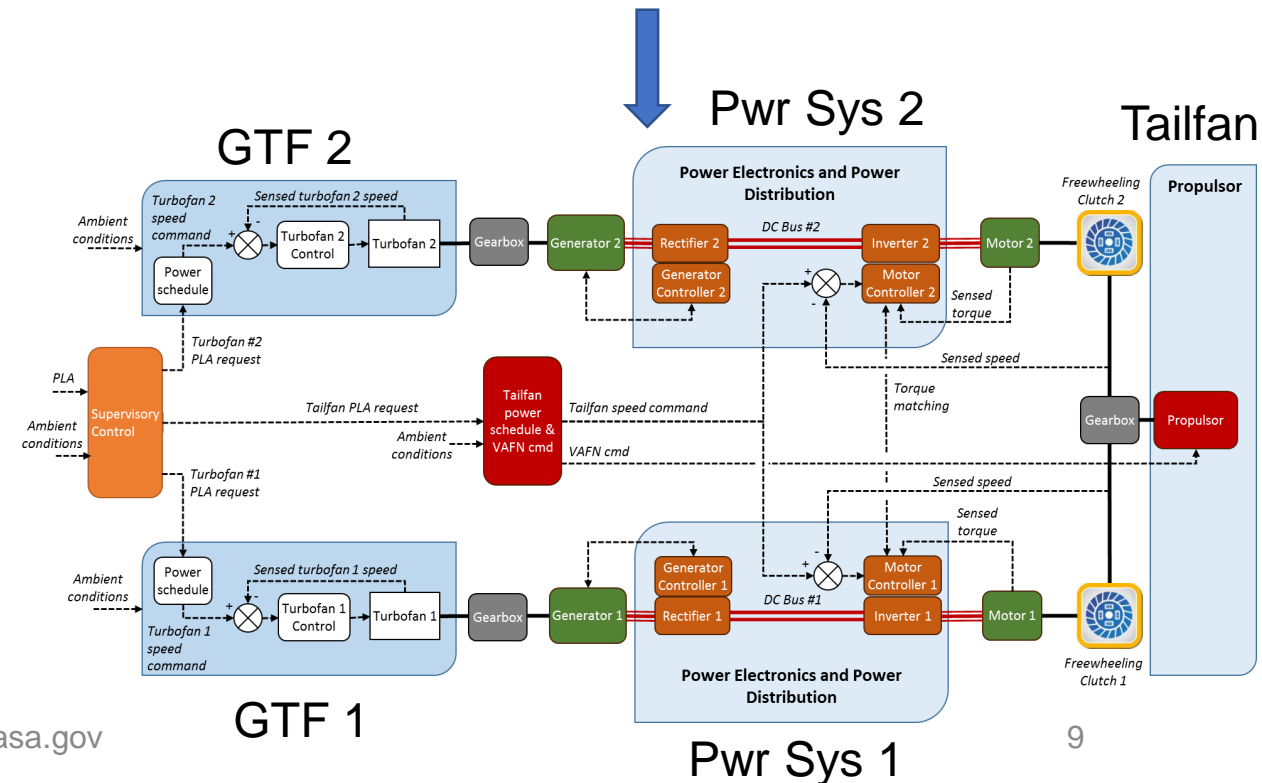 Pwr Sys 2
Tailfan
GTF 2
Turbofan 2
speed
command
Sensed turbofan 2 speed
Ambient
conditions
Turbofan 2
Control
Turbofan 2
Power
schedule
Gearbox
Generator 2
Power Electronics and Power
Distribution
DC Bus #2
Rectifier 2
Generator
Controller 2
Inverter 2
Motor
Controller 2
+
-
+
-
Motor 2
Sensed
torque
Freewheeling
Clutch 2
Propulsor
Turbofan #2
PLA request
PLA
Ambient
conditions
Supervisory
Control
Tailfan PLA request
Ambient
conditions
Tailfan
power
schedule &
VAFN cmd
Tailfan speed command
VAFN cmd
Sensed speed
Torque
matching
Gearbox
Propulsor
Turbofan #1
PLA request
Sensed speed
Sensed
torque
Ambient
conditions
Power
schedule
Sensed turbofan 1 speed
+
-
Turbofan 1
Control
Turbofan 1
Turbofan 1
speed
command
Gearbox
Generator 1
Generator
Controller 1
Rectifier 1
DC Bus #1
+
-
Motor
Controller 1
Inverter 1
Motor 1
Power Electronics and Power
Distribution
Freewheeling
Clutch 1
GTF 1
Pwr Sys 1
asa.gov
9